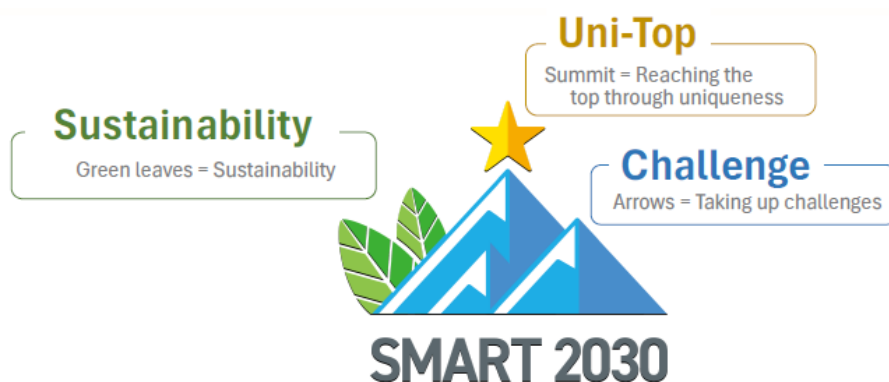 Uni-Top
Summit = Reaching the
top through uniqueness
Sustainability
Green leaves = Sustainability
Challenge
Arrows = Taking up challenges
SMART 2030